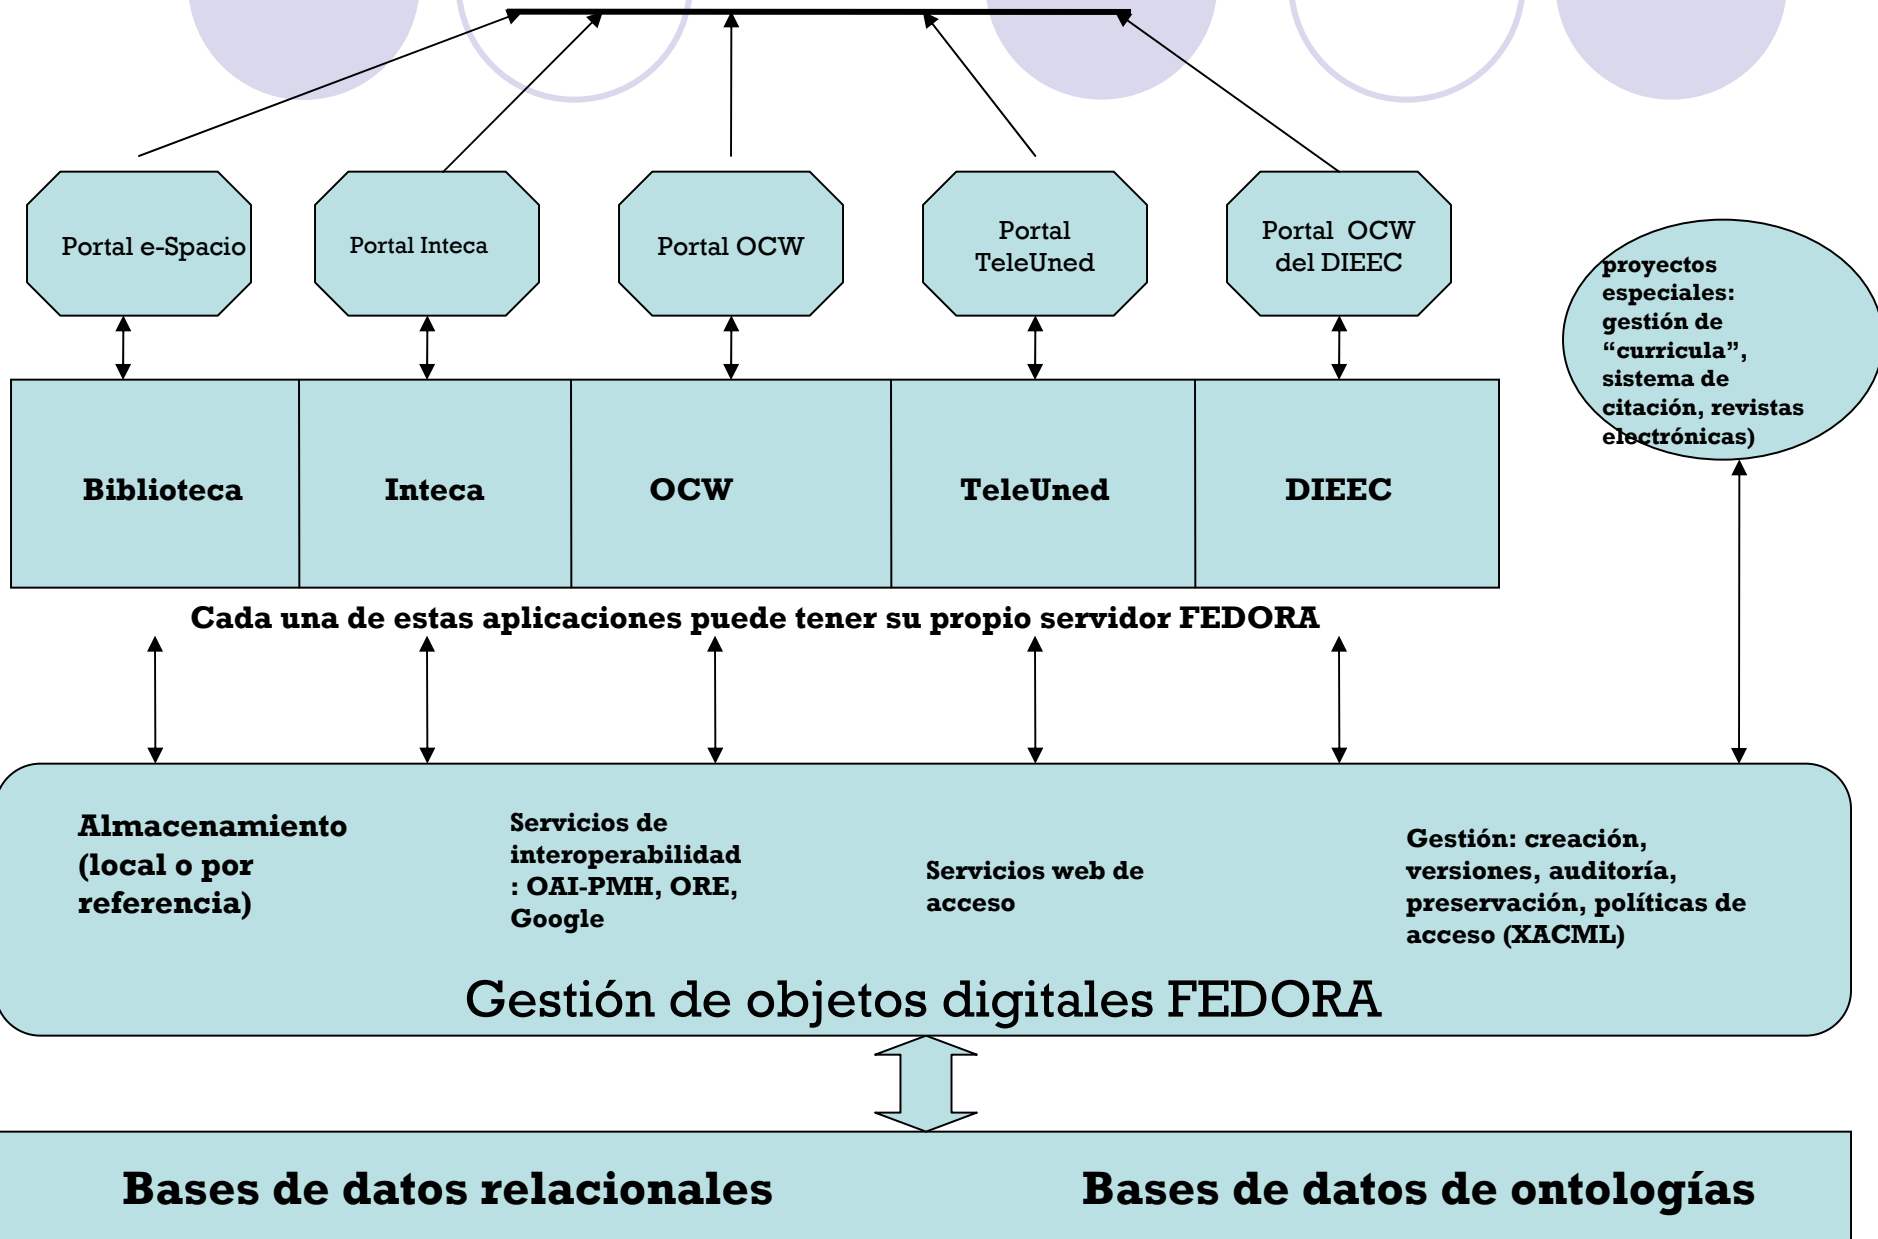 Portal e-Spacio
Portal Inteca
Portal OCW
Portal
TeleUned
Portal OCW
del DIEEC
proyectos
especiales:
gestión de
“curricula”,
sistema de
citación, revistas
electrónicas)
Biblioteca
Inteca
OCW
TeleUned
DIEEC
Cada una de estas aplicaciones puede tener su propio servidor FEDORA
Almacenamiento
(local o por
referencia)
Servicios de
interoperabilidad
: OAI-PMH, ORE,
Google
Servicios web de
acceso
Gestión: creación,
versiones, auditoría,
preservación, políticas de
acceso (XACML)
Gestión de objetos digitales FEDORA
Bases de datos relacionales
Bases de datos de ontologías